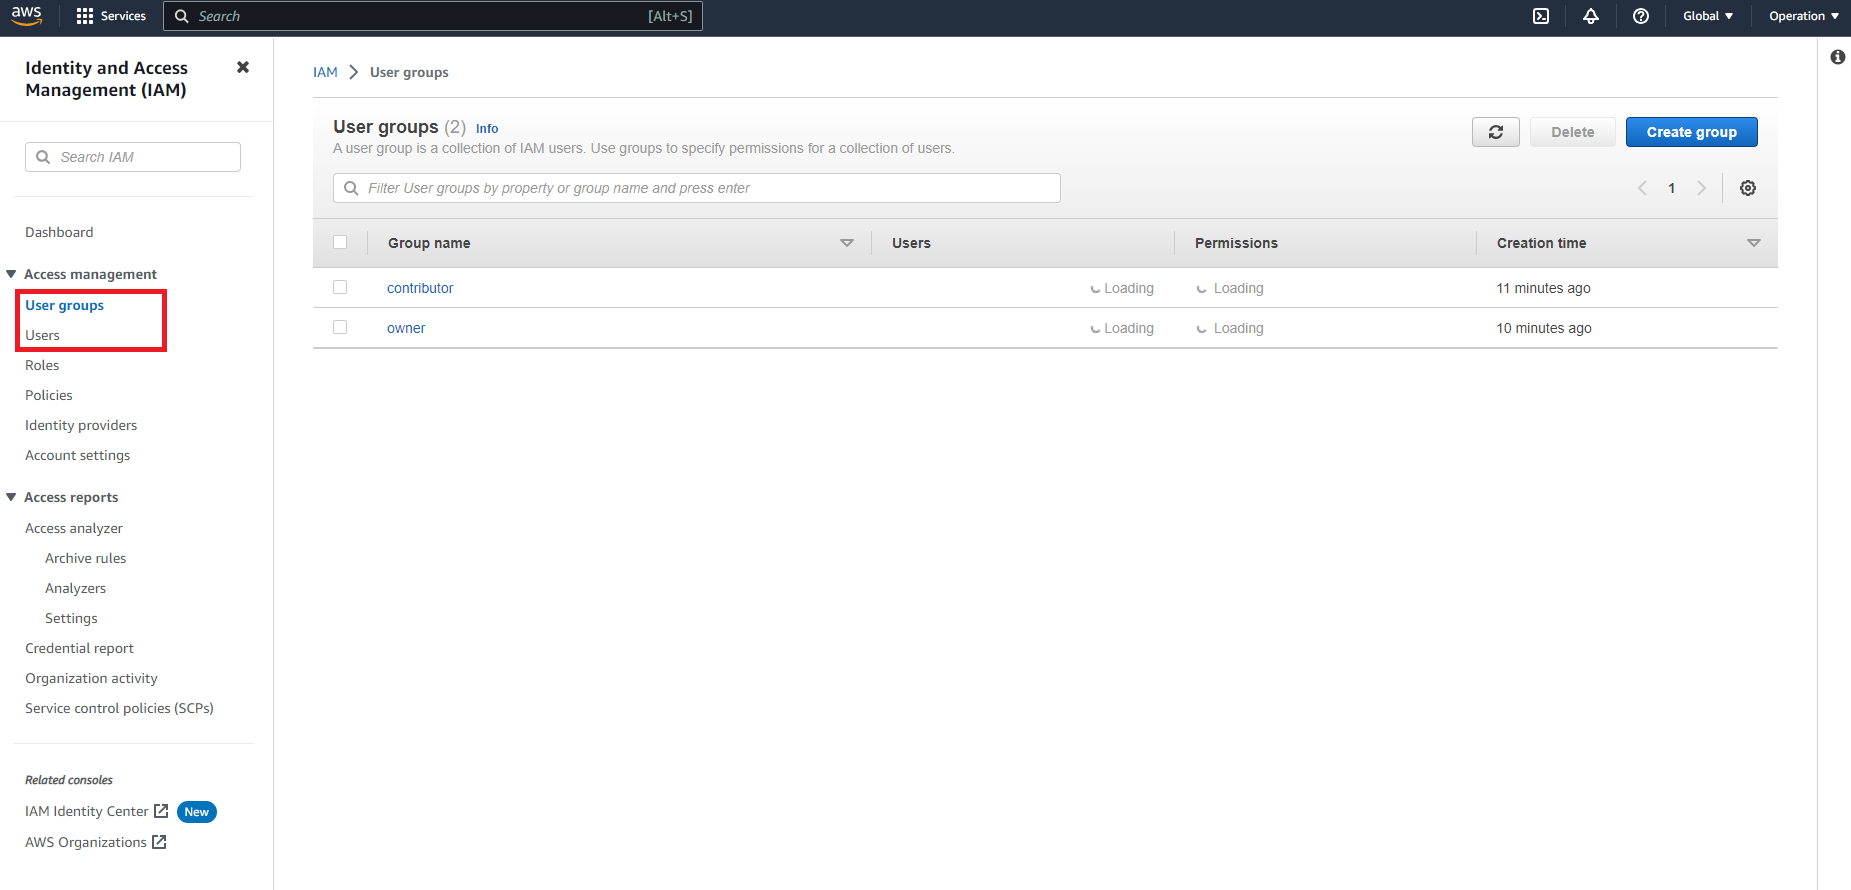 aws Services Search [Alt+S] Global Operation
Identity and Access Management (IAM)
Search IAM
Dashboard
Access management
User groups
Users
Roles
Policies
Identity providers
Account settings
Access reports
Access analyzer
Archive rules
Analyzers
Settings
Credential report
Organization activity
Service control policies (SCPs)
Related consoles
IAM Identity Center New
AWS Organizations
IAM > User groups
User groups (2) Info
A user group is a collection of IAM users. Use groups to specify permissions for a collection of users.
Delete Create group
Filter User groups by property or group name and press enter
1
Group name Users Permissions Creation time
contributor Loading Loading 11 minutes ago
owner Loading Loading 10 minutes ago